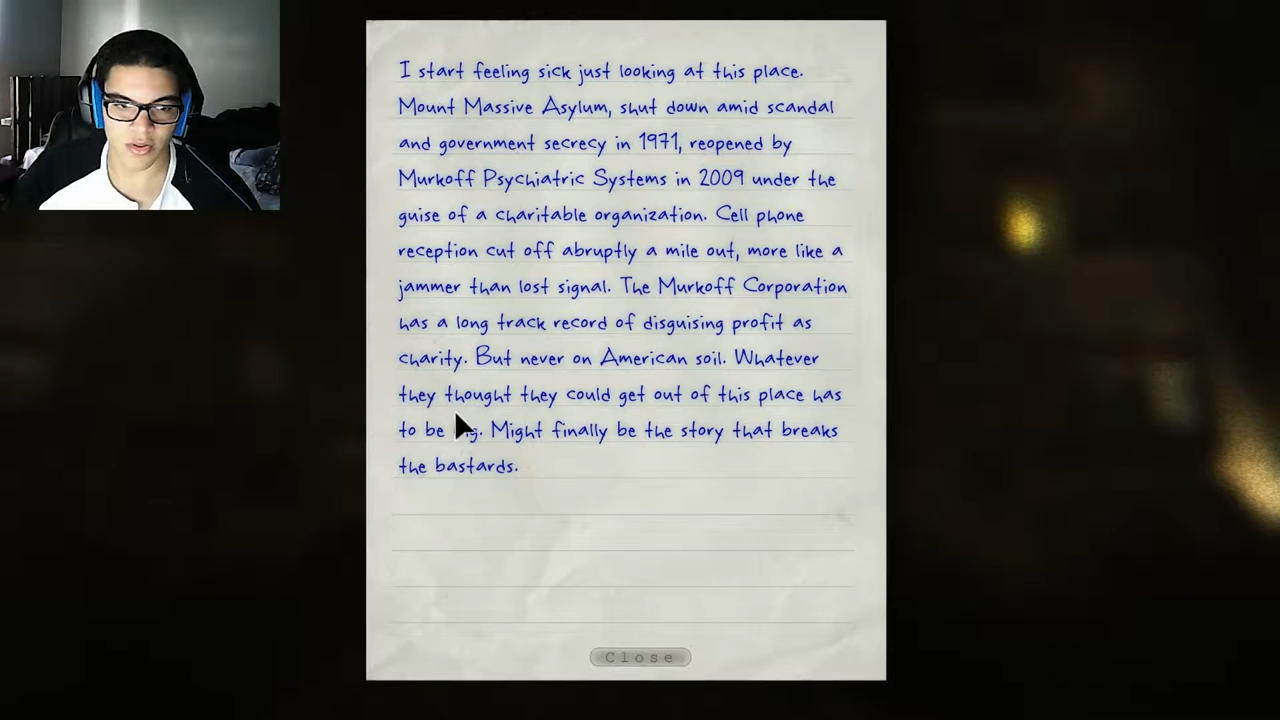 I start feeling sick just looking at this place.
Mount Massive Asylum, shut down amid scandal
and government secrecy in 1971, reopened by
Murkoff Psychiatric Systems in 2009 under the
guise of a charitable organization. Cell phone
reception cut off abruptly a mile out, more like a
jammer than lost signal. The Murkoff Corporation
has a long track record of disguising profit as
charity. But never on American soil. Whatever
they thought they could get out of this place has
to be Might finally be the story that breaks
the bastards.
Close